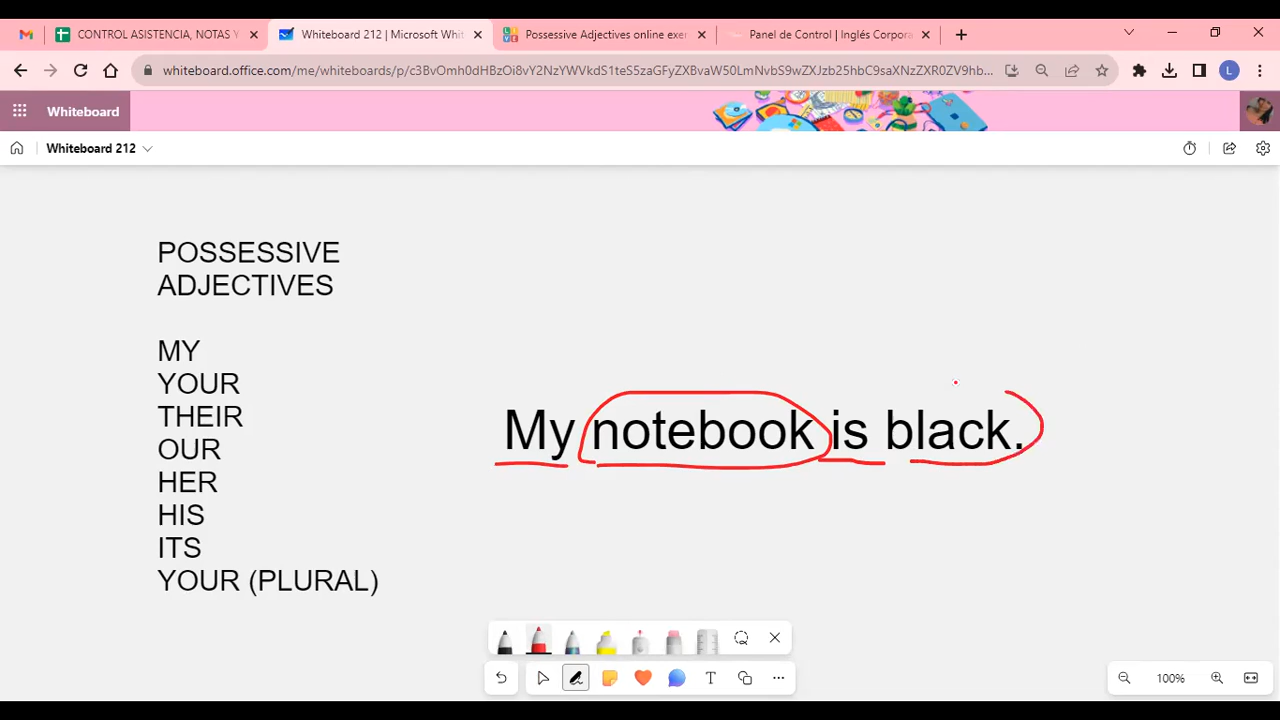 CONTROL ASISTENCIA, NOTAS Y
Whiteboard 212 | Microsoft Whit
Possessive Adjectives online exer
Panel de Control | Inglés Corpora
whiteboard.office.com/me/whiteboards/p/c3BvOmh0dHBzOi8vY2NzYWVkdS1teS5zaGFyZXBvaW50LmNvbS9wZXJzb25hbC9saXNzZXR0ZV9hb...
L
Whiteboard
Whiteboard 212
POSSESSIVE
ADJECTIVES
MY
YOUR
THEIR
OUR
HER
HIS
ITS
YOUR (PLURAL)
My notebook is black.
100%